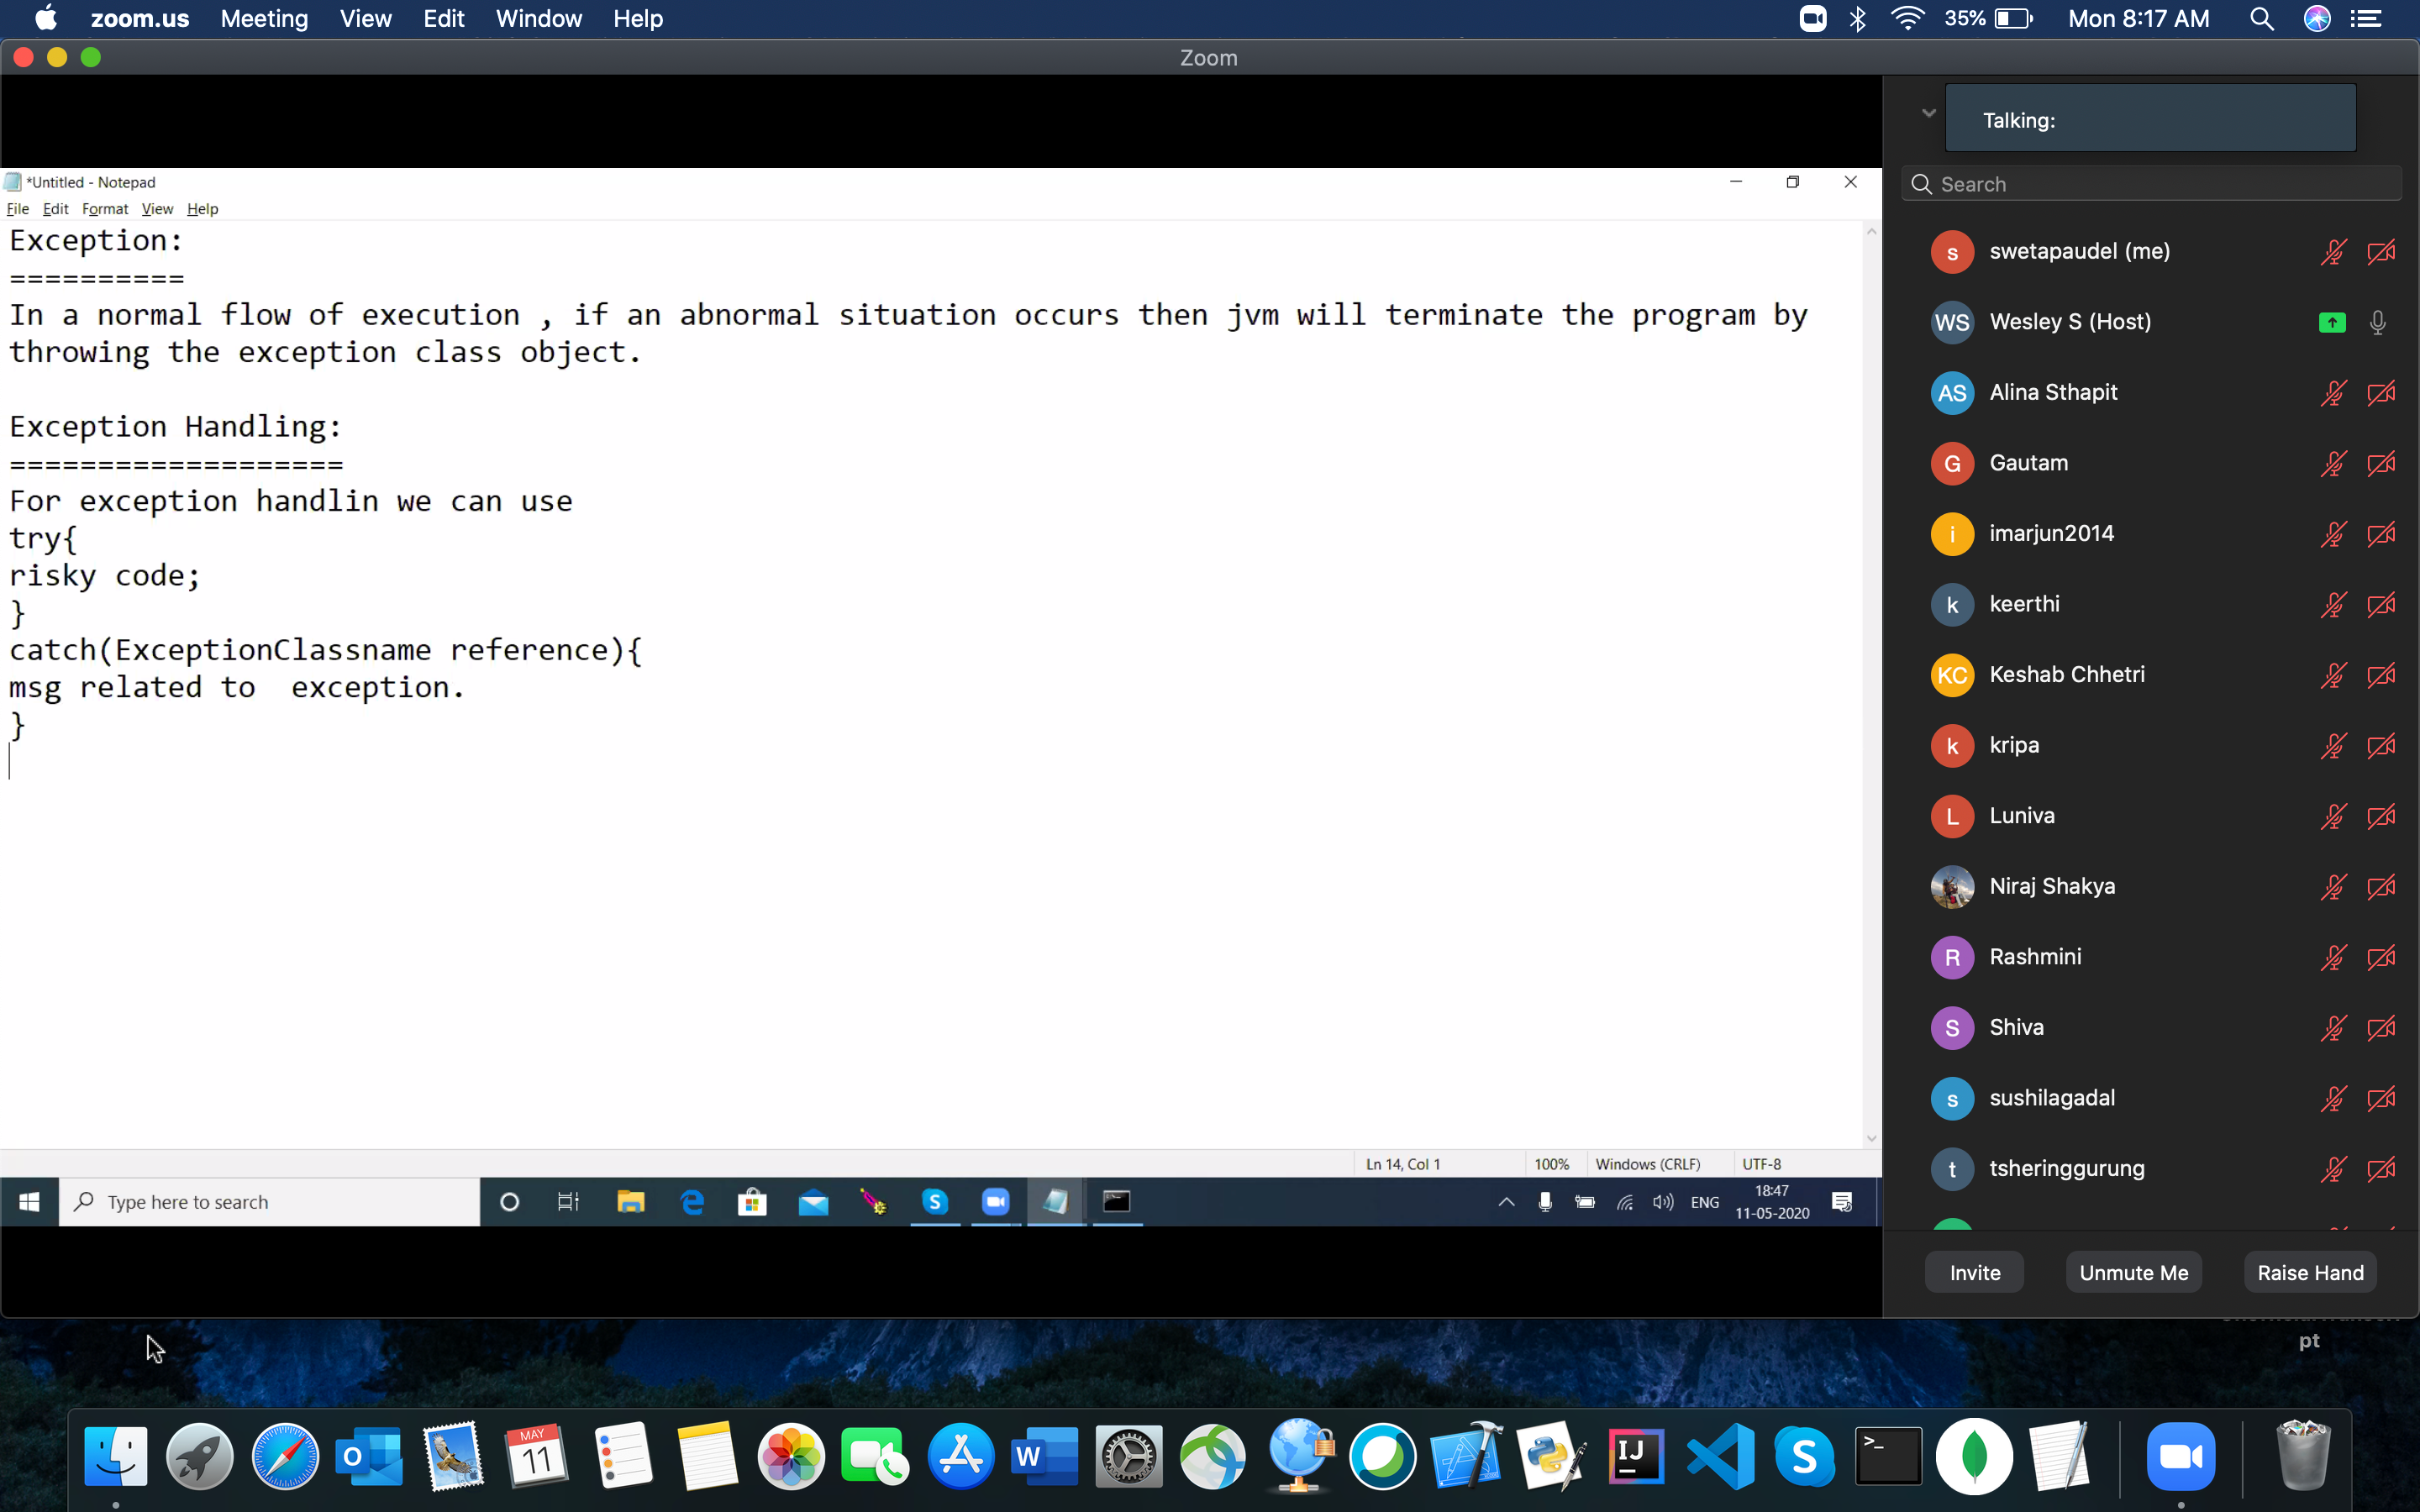 zoom.us Meeting View Edit Window Help 35% Mon 8:17 AM
Zoom
Talking:
*Untitled - Notepad
Search
File Edit Format View Help
Exception:
==========
In a normal flow of execution , if an abnormal situation occurs then jvm will terminate the program by
throwing the exception class object.
Exception Handling:
===================
For exception handlin we can use
try{
risky code;
}
catch(ExceptionClassname reference){
msg related to  exception.
}
s swetapaudel (me)
WS Wesley S (Host)
AS Alina Sthapit
G Gautam
i imarjun2014
k keerthi
KC Keshab Chhetri
k kripa
L Luniva
Niraj Shakya
R Rashmini
S Shiva
s sushilagadal
t tsheringgurung
Ln 14, Col 1 100% Windows (CRLF) UTF-8
Type here to search
S
ENG
18:47
11-05-2020
Invite Unmute Me Raise Hand
pt
O
MAY
11
W
IJ
S
>_